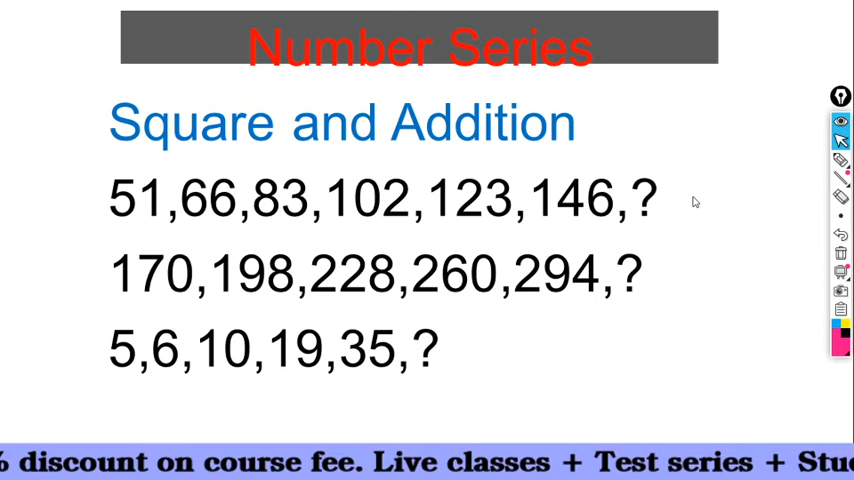 Number Series
Square and Addition
51,66,83,102,123,146,?
170,198,228,260,294,?
5,6,10,19,35,?
% discount on course fee. Live classes + Test series +